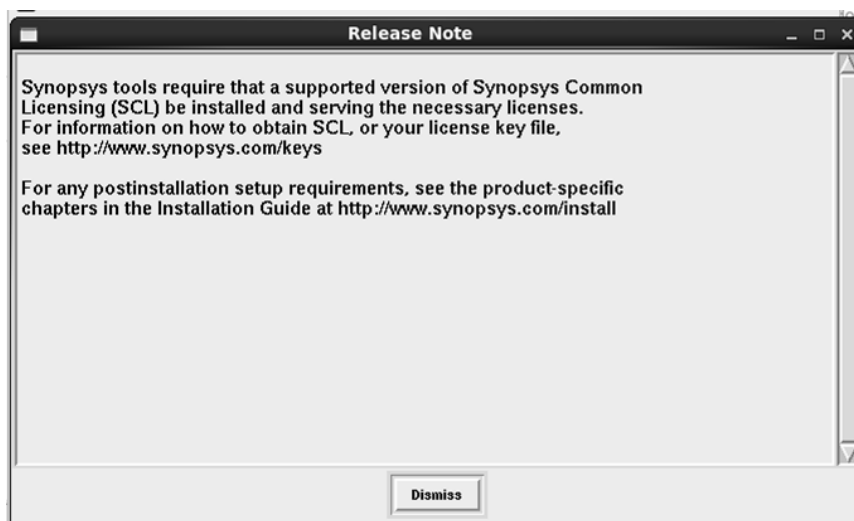 Release Note
Synopsys tools require that a supported version of Synopsys Common
Licensing (SCL) be installed and serving the necessary licenses.
For information on how to obtain SCL, or your license key file,
see http://www.synopsys.com/keys
For any postinstallation setup requirements, see the product-specific
chapters in the Installation Guide at http://www.synopsys.com/install
Dismiss